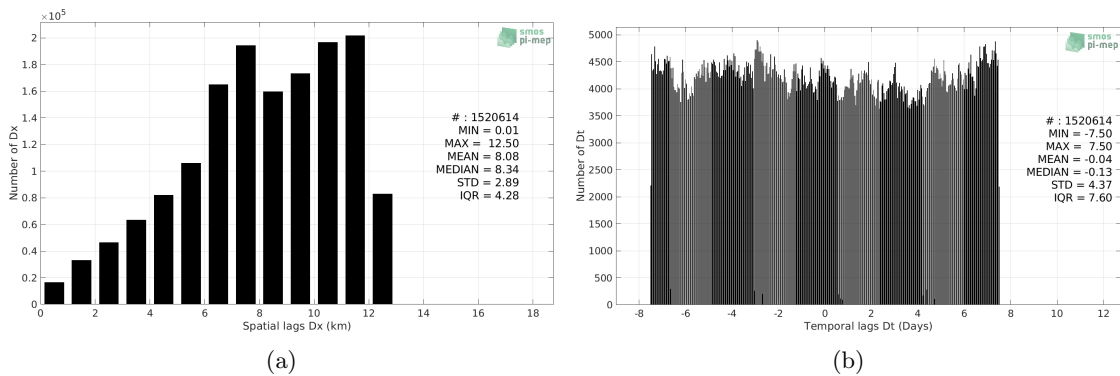 ×10⁵
2
1.8
1.6
1.4
1.2
1
0.8
0.6
0.4
0.2
0
Number of Dx
0 2 4 6 8 10 12 14 16 18
Spatial lags Dx (km)
smos
pi-mep
# : 1520614
MIN = 0.01
MAX = 12.50
MEAN = 8.08
MEDIAN = 8.34
STD = 2.89
IQR = 4.28
(a)
5000
4500
4000
3500
3000
2500
2000
1500
1000
500
0
Number of Dt
-8 -6 -4 -2 0 2 4 6 8 10 12
Temporal lags Dt (Days)
smos
pi-mep
# : 1520614
MIN = -7.50
MAX = 7.50
MEAN = -0.04
MEDIAN = -0.13
STD = 4.37
IQR = 7.60
(b)